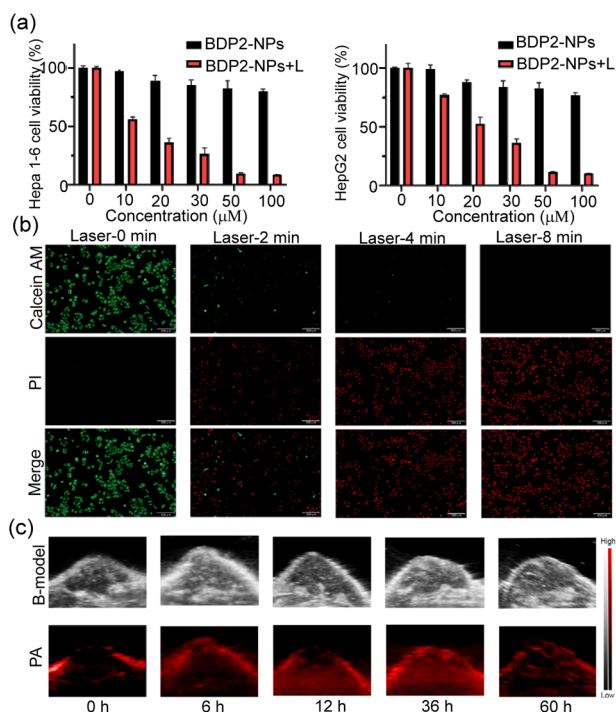 (a)
BDP2-NPs
BDP2-NPs+L
Hepa 1-6 cell viability (%)
100
50
0
0 10 20 30 50 100
Concentration (μM)
BDP2-NPs
BDP2-NPs+L
HepG2 cell viability (%)
100
50
0
0 10 20 30 50 100
Concentration (μM)
(b)
Laser-0 min Laser-2 min Laser-4 min Laser-8 min
Calcein AM
PI
Merge
(c)
B-model
PA
High
Low
0 h 6 h 12 h 36 h 60 h